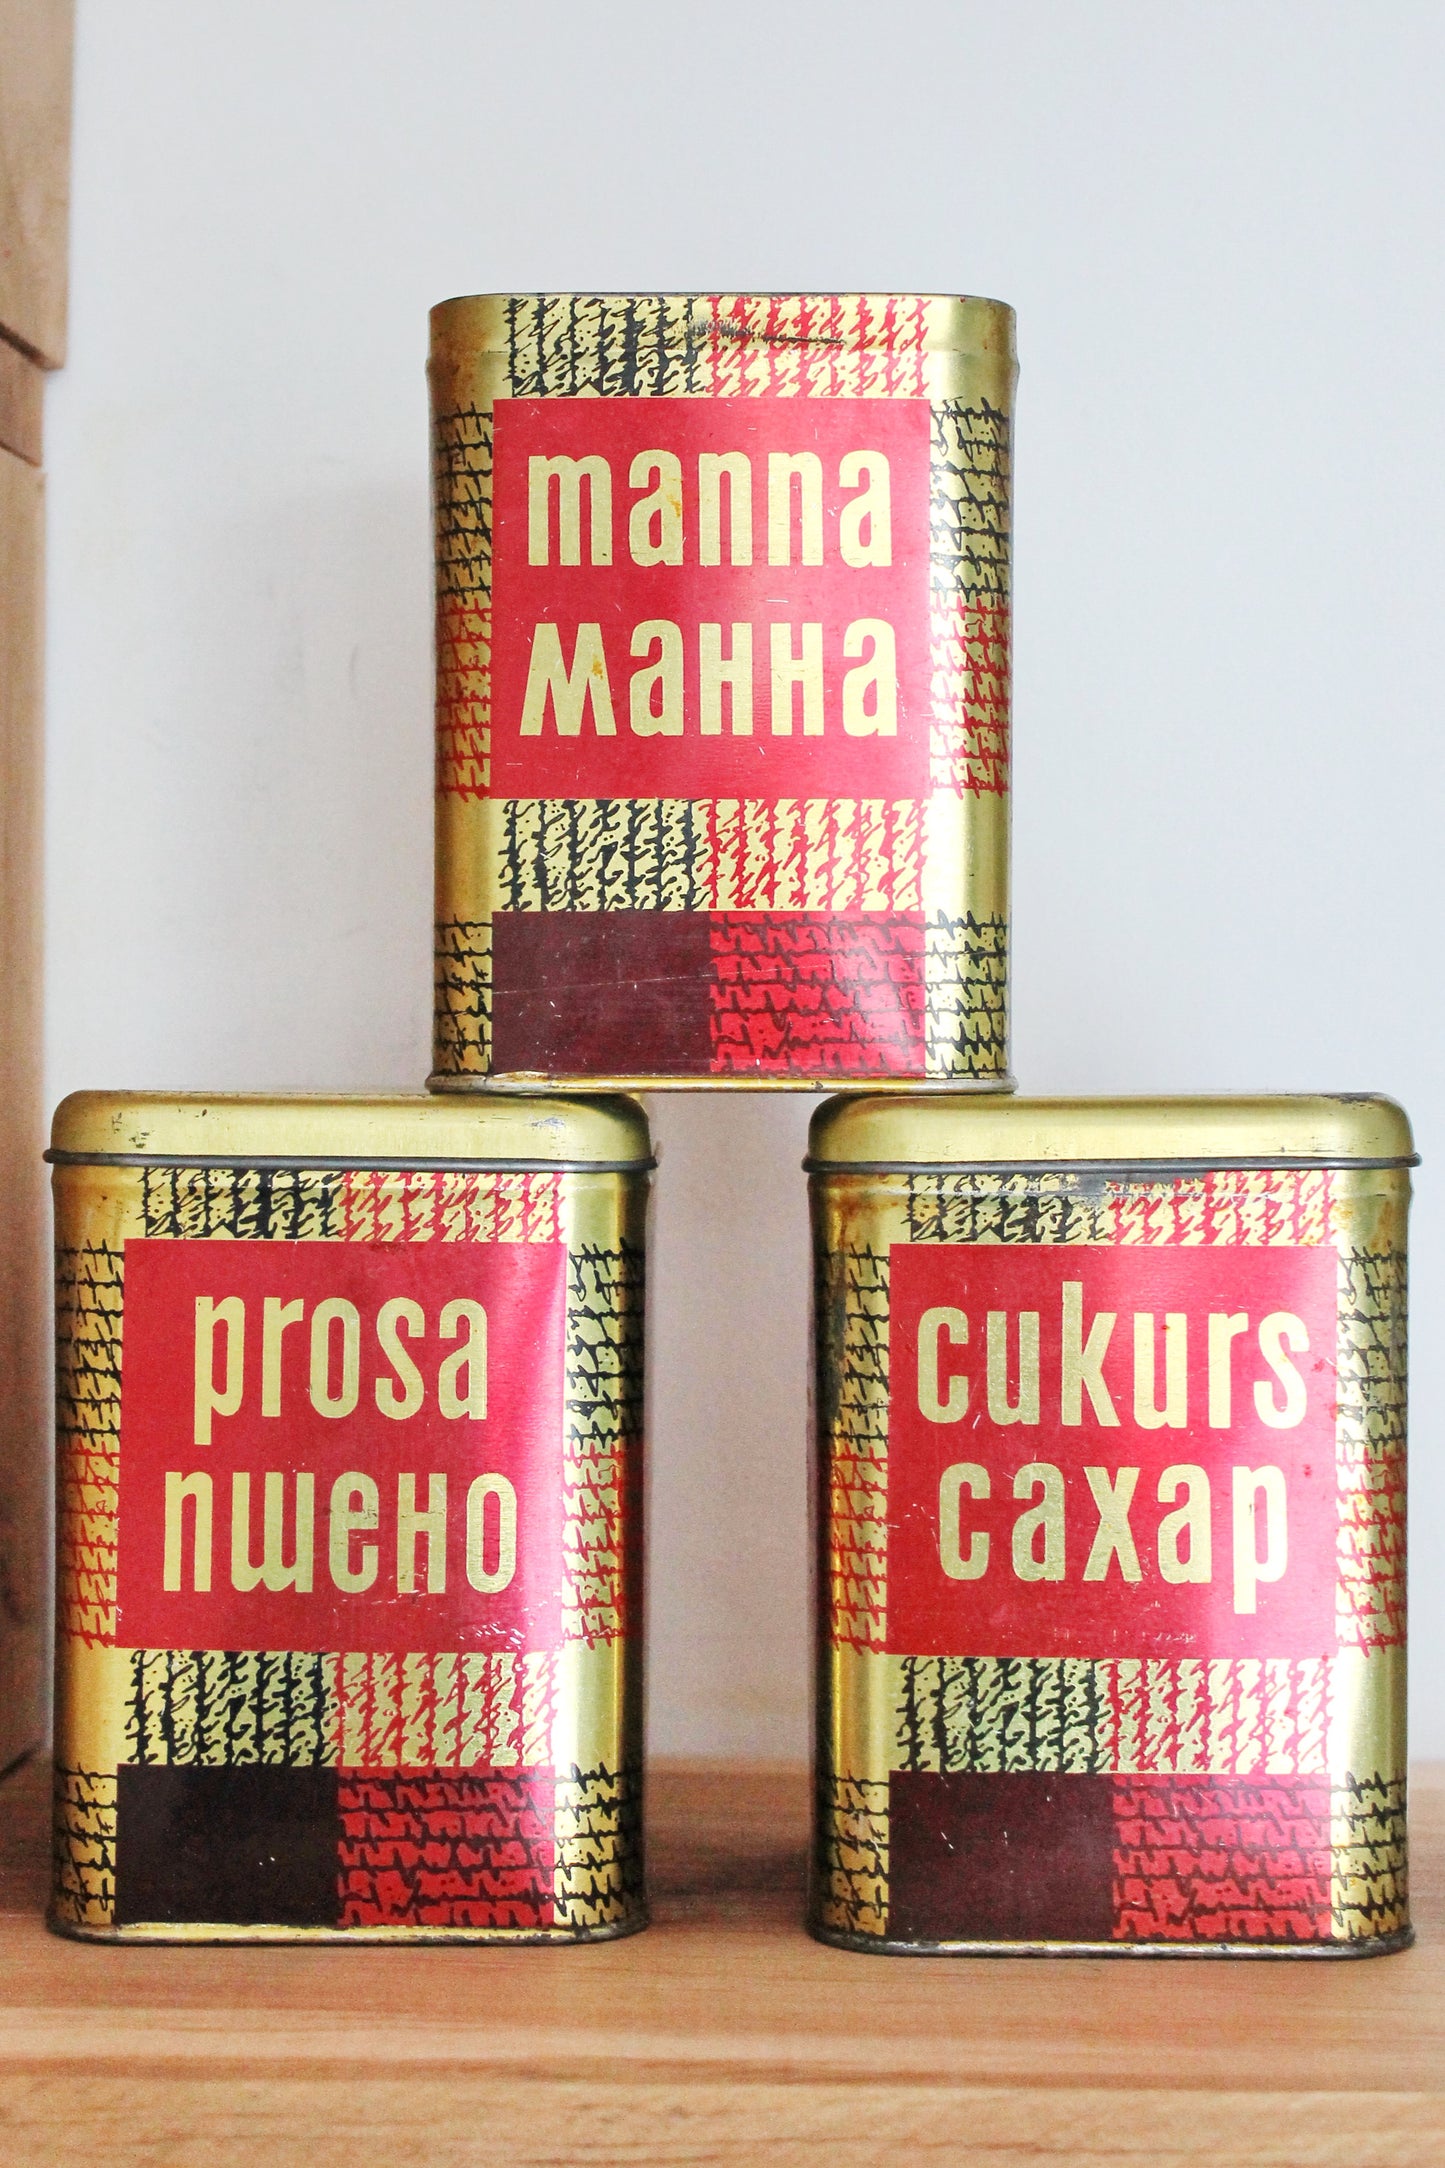 manna
манна
prosa
пшено
cukurs
сахар